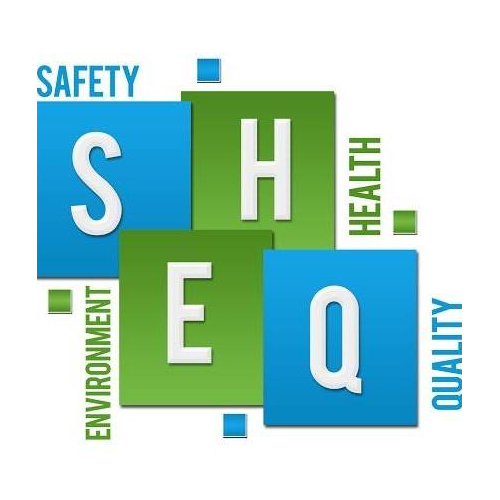 SAFETY
S
H
HEALTH
ENVIRONMENT
E
Q
QUALITY